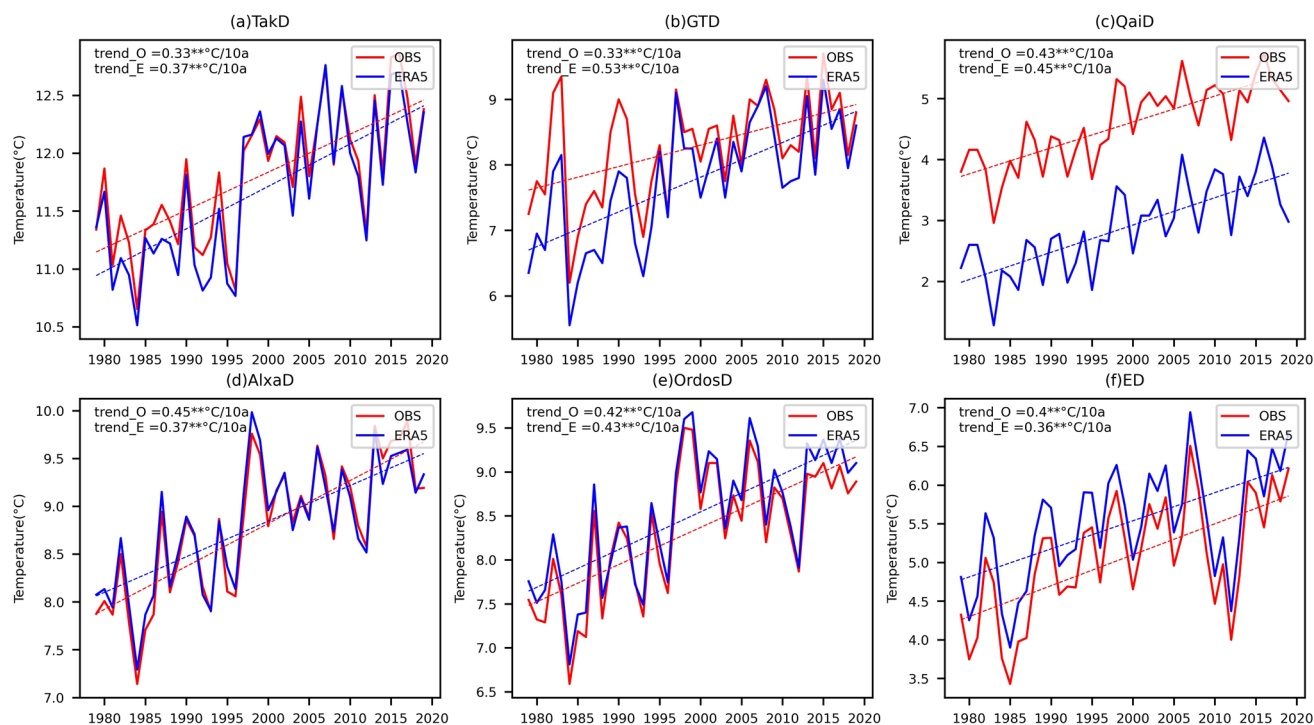 (a)TakD
trend_O =0.33**°C/10a
trend_E =0.37**°C/10a
OBS
ERA5
Temperature(°C)
12.5
12.0
11.5
11.0
10.5
1980 1985 1990 1995 2000 2005 2010 2015 2020
(b)GTD
trend_O =0.33**°C/10a
trend_E =0.53**°C/10a
OBS
ERA5
Temperature(°C)
9
8
7
6
1980 1985 1990 1995 2000 2005 2010 2015 2020
(c)QaiD
trend_O =0.43**°C/10a
trend_E =0.45**°C/10a
OBS
ERA5
Temperature(°C)
5
4
3
2
1980 1985 1990 1995 2000 2005 2010 2015 2020
(d)AlxaD
trend_O =0.45**°C/10a
trend_E =0.37**°C/10a
OBS
ERA5
Temperature(°C)
10.0
9.5
9.0
8.5
8.0
7.5
7.0
1980 1985 1990 1995 2000 2005 2010 2015 2020
(e)OrdosD
trend_O =0.42**°C/10a
trend_E =0.43**°C/10a
OBS
ERA5
Temperature(°C)
9.5
9.0
8.5
8.0
7.5
7.0
6.5
1980 1985 1990 1995 2000 2005 2010 2015 2020
(f)ED
trend_O =0.4**°C/10a
trend_E =0.36**°C/10a
OBS
ERA5
Temperature(°C)
7.0
6.5
6.0
5.5
5.0
4.5
4.0
3.5
1980 1985 1990 1995 2000 2005 2010 2015 2020